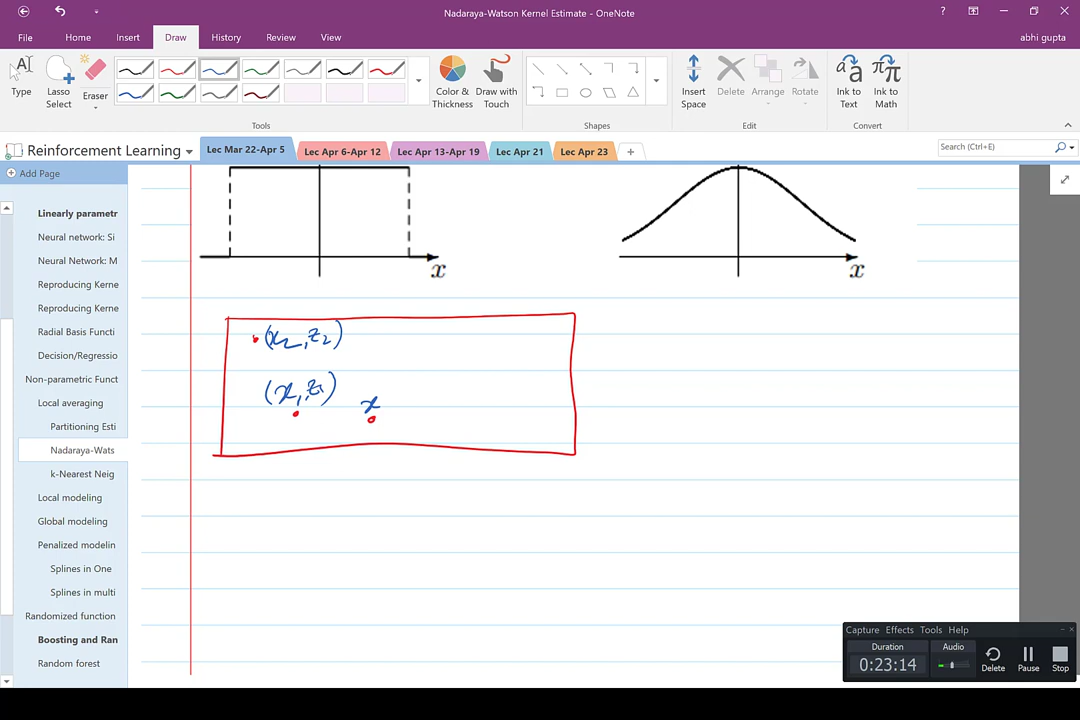 Nadaraya-Watson Kernel Estimate - OneNote
File Home Insert Draw History Review View
abhi gupta
Type
Lasso Select
Eraser
Color & Thickness
Draw with Touch
Insert Space
Delete
Arrange
Rotate
Ink to Text
Ink to Math
Tools
Shapes
Edit
Convert
Reinforcement Learning
Lec Mar 22-Apr 5
Lec Apr 6-Apr 12
Lec Apr 13-Apr 19
Lec Apr 21
Lec Apr 23
Search (Ctrl+E)
Add Page
Linearly parametr
Neural network: Si
Neural Network: M
Reproducing Kerne
Reproducing Kerne
Radial Basis Functi
Decision/Regressio
Non-parametric Funct
Local averaging
Partitioning Esti
Nadaraya-Wats
k-Nearest Neig
Local modeling
Global modeling
Penalized modelin
Splines in One
Splines in multi
Randomized function
Boosting and Ran
Random forest
x
x
(x₂, z₂)
(x₁, z₁)
x
Capture Effects Tools Help
Duration
0:23:14
Audio
Delete
Pause
Stop